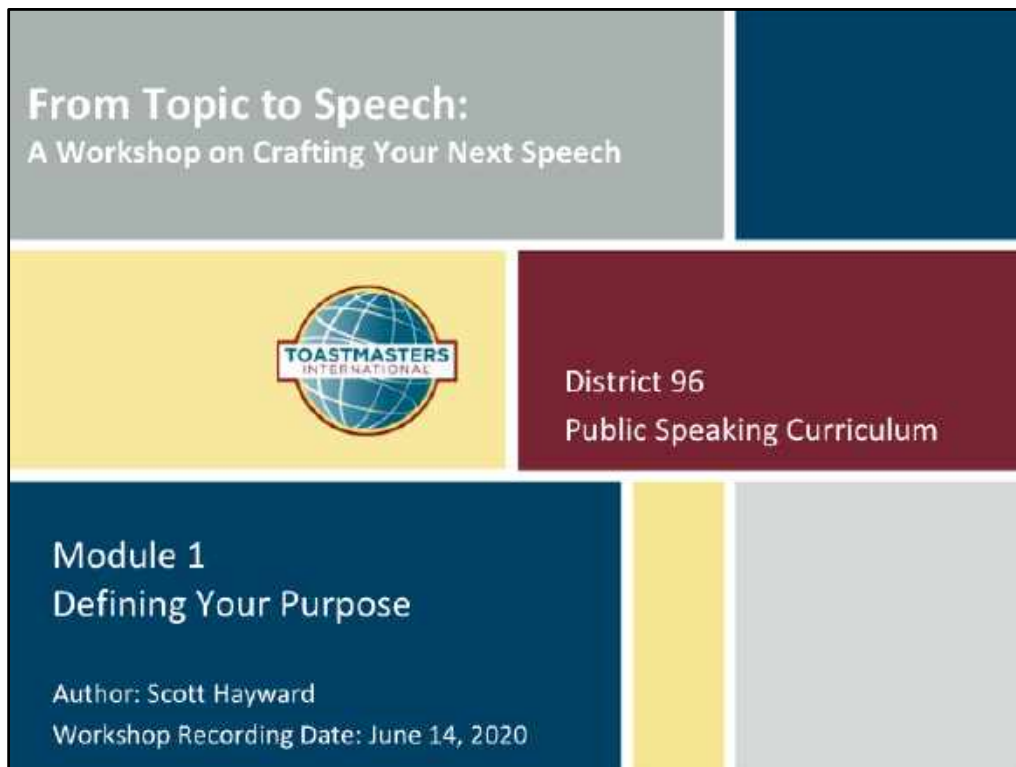 From Topic to Speech:
A Workshop on Crafting Your Next Speech
TOASTMASTERS
INTERNATIONAL
District 96
Public Speaking Curriculum
Module 1
Defining Your Purpose
Author: Scott Hayward
Workshop Recording Date: June 14, 2020